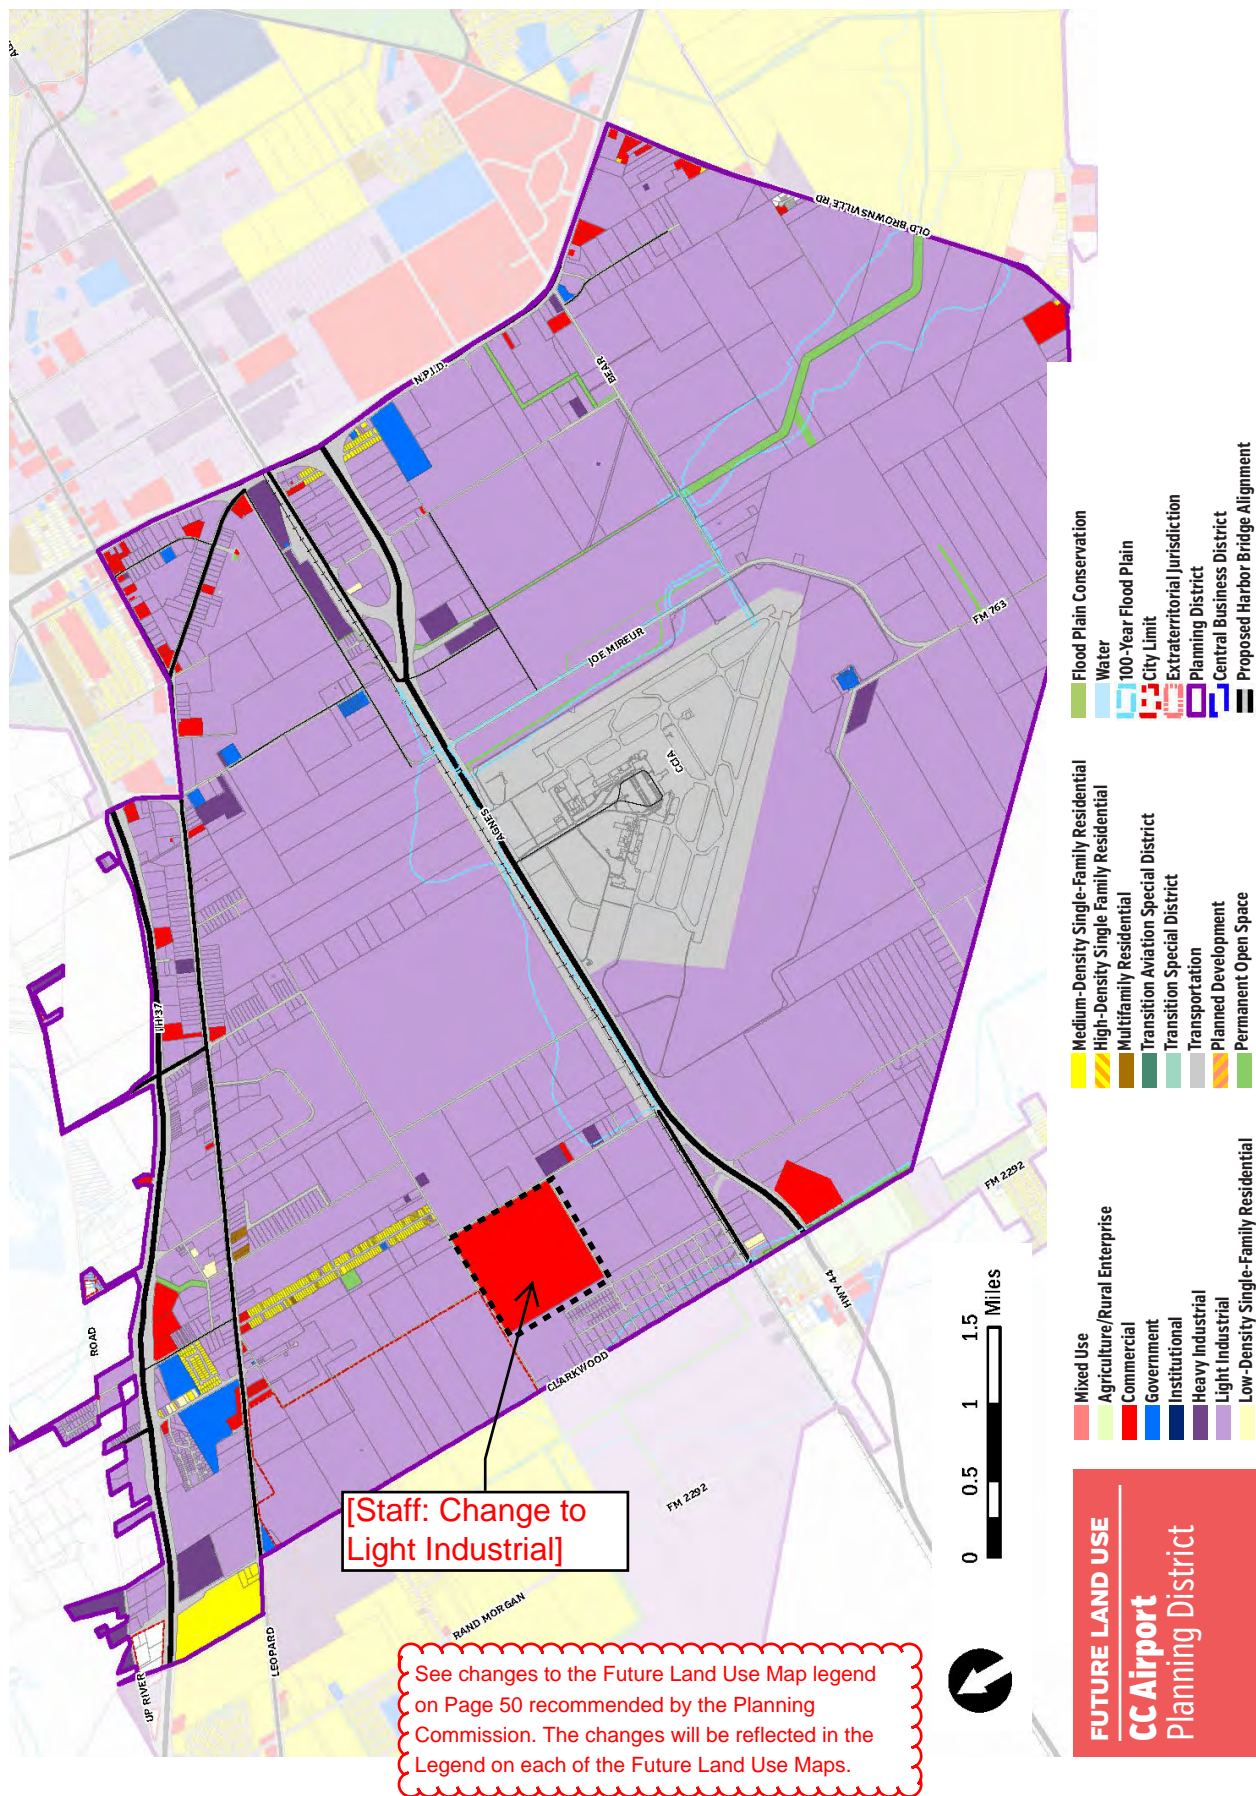 AGNES
N.P.I.D.
OLD BROWNSVILLE RD
BEAR
JOE MIREUR
FM 763
CCIA
AGNES
IH 37
ROAD
CLARKWOOD
FM 2292
HWY 44
FM 2292
RAND MORGAN
LEOPARD
UP RIVER
[Staff: Change to
Light Industrial]
See changes to the Future Land Use Map legend
on Page 50 recommended by the Planning
Commission. The changes will be reflected in the
Legend on each of the Future Land Use Maps.
0 0.5 1 1.5
Miles
FUTURE LAND USE
CC Airport
Planning District
Mixed Use
Agriculture/Rural Enterprise
Commercial
Government
Institutional
Heavy Industrial
Light Industrial
Low-Density Single-Family Residential
Medium-Density Single-Family Residential
High-Density Single Family Residential
Multifamily Residential
Transition Aviation Special District
Transition Special District
Transportation
Planned Development
Permanent Open Space
Flood Plain Conservation
Water
100-Year Flood Plain
City Limit
Extraterritorial Jurisdiction
Planning District
Central Business District
Proposed Harbor Bridge Alignment